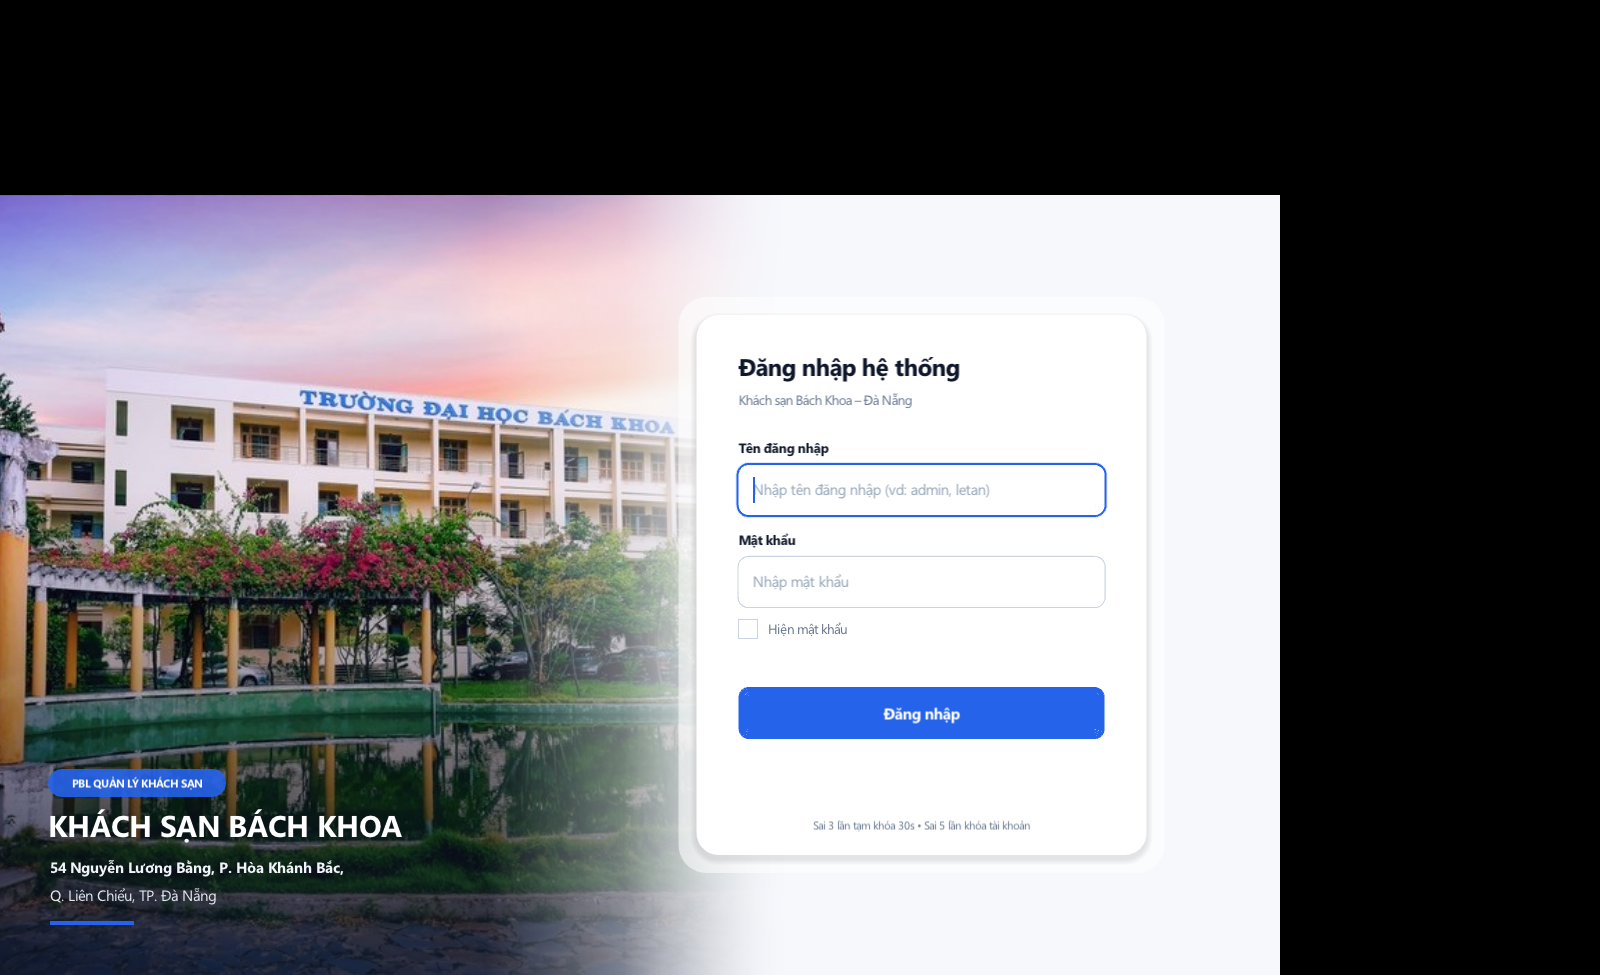 TRƯỜNG ĐẠI HỌC BÁCH KHOA
PBL QUẢN LÝ KHÁCH SẠN
KHÁCH SẠN BÁCH KHOA
54 Nguyễn Lương Bằng, P. Hòa Khánh Bắc,
Q. Liên Chiểu, TP. Đà Nẵng
Đăng nhập hệ thống
Khách sạn Bách Khoa – Đà Nẵng
Tên đăng nhập
Nhập tên đăng nhập (vd: admin, letan)
Mật khẩu
Nhập mật khẩu
Hiện mật khẩu
Đăng nhập
Sai 3 lần tạm khóa 30s • Sai 5 lần khóa tài khoản